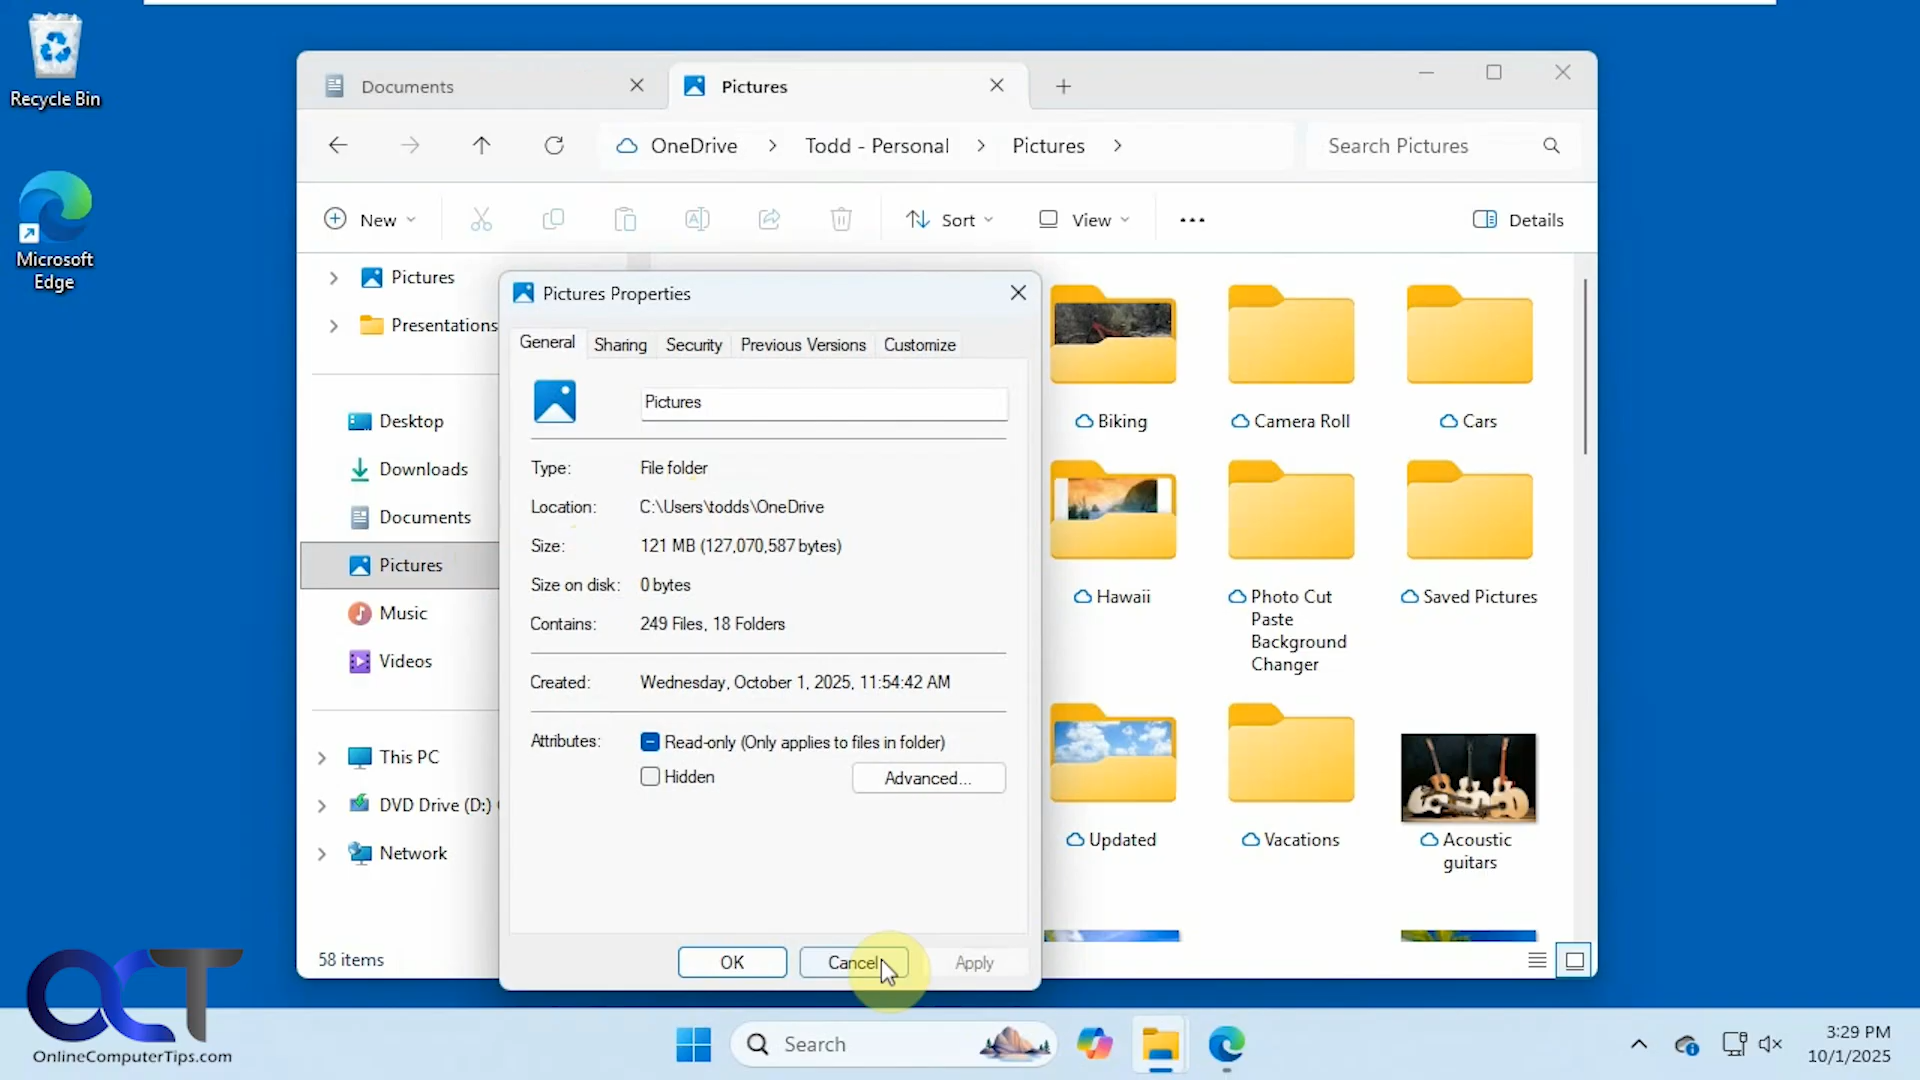 Recycle Bin
Microsoft
Edge
Documents
Pictures
OneDrive
Todd - Personal
Pictures
Search Pictures
New
Sort
View
Details
Pictures
Presentations
Desktop
Downloads
Documents
Pictures
Music
Videos
This PC
DVD Drive (D:)
Network
58 items
Pictures Properties
General
Sharing
Security
Previous Versions
Customize
Pictures
Type: File folder
Location: C:\Users\todds\OneDrive
Size: 121 MB (127,070,587 bytes)
Size on disk: 0 bytes
Contains: 249 Files, 18 Folders
Created: Wednesday, October 1, 2025, 11:54:42 AM
Attributes: Read-only (Only applies to files in folder)
Hidden
Advanced...
OK
Cancel
Apply
Biking
Camera Roll
Cars
Hawaii
Photo Cut
Paste
Background
Changer
Saved Pictures
Updated
Vacations
Acoustic
guitars
OCT
OnlineComputerTips.com
Search
3:29 PM
10/1/2025